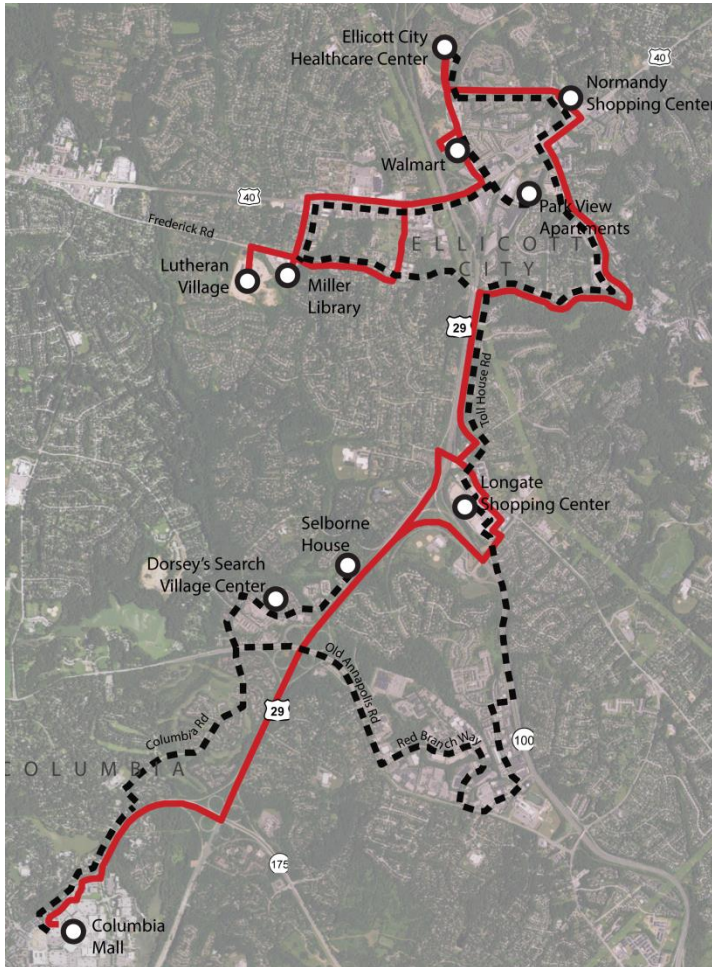 Ellicott City
Healthcare Center
40
Normandy
Shopping Center
Walmart
40
Park View
Apartments
Frederick Rd
ELLICOTT
CITY
Lutheran
Village
Miller
Library
29
Toll House Rd
Longate
Shopping Center
Selborne
House
Dorsey's Search
Village Center
Old Annapolis Rd
29
Columbia Rd
Red Branch Way
100
COLUMBIA
175
Columbia
Mall